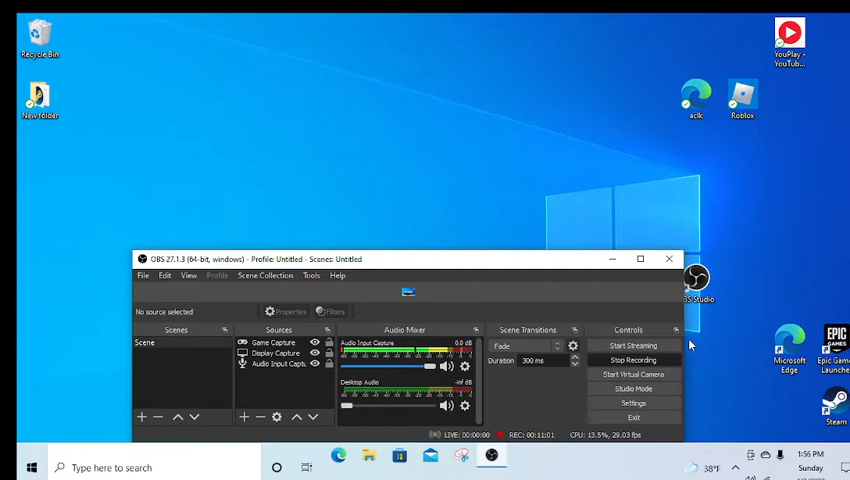 Recycle Bin
New folder
YouPlay -
YouTub...
aclk
Roblox
OBS 27.1.3 (64-bit, windows) - Profile: Untitled - Scenes: Untitled
File Edit View Profile Scene Collection Tools Help
No source selected
Properties
Filters
Scenes
Scene
Sources
Game Capture
Display Capture
Audio Input Captu
Audio Mixer
Audio Input Capture
0.0 dB
Desktop Audio
-inf dB
Scene Transitions
Fade
Duration 300 ms
Controls
Start Streaming
Stop Recording
Start Virtual Camera
Studio Mode
Settings
Exit
LIVE: 00:00:00
REC: 00:11:01
CPU: 13.5%, 29.03 fps
BS Studio
Microsoft
Edge
EPIC
GAMES
Epic Game
Launche
Steam
Type here to search
38°F
1:56 PM
Sunday